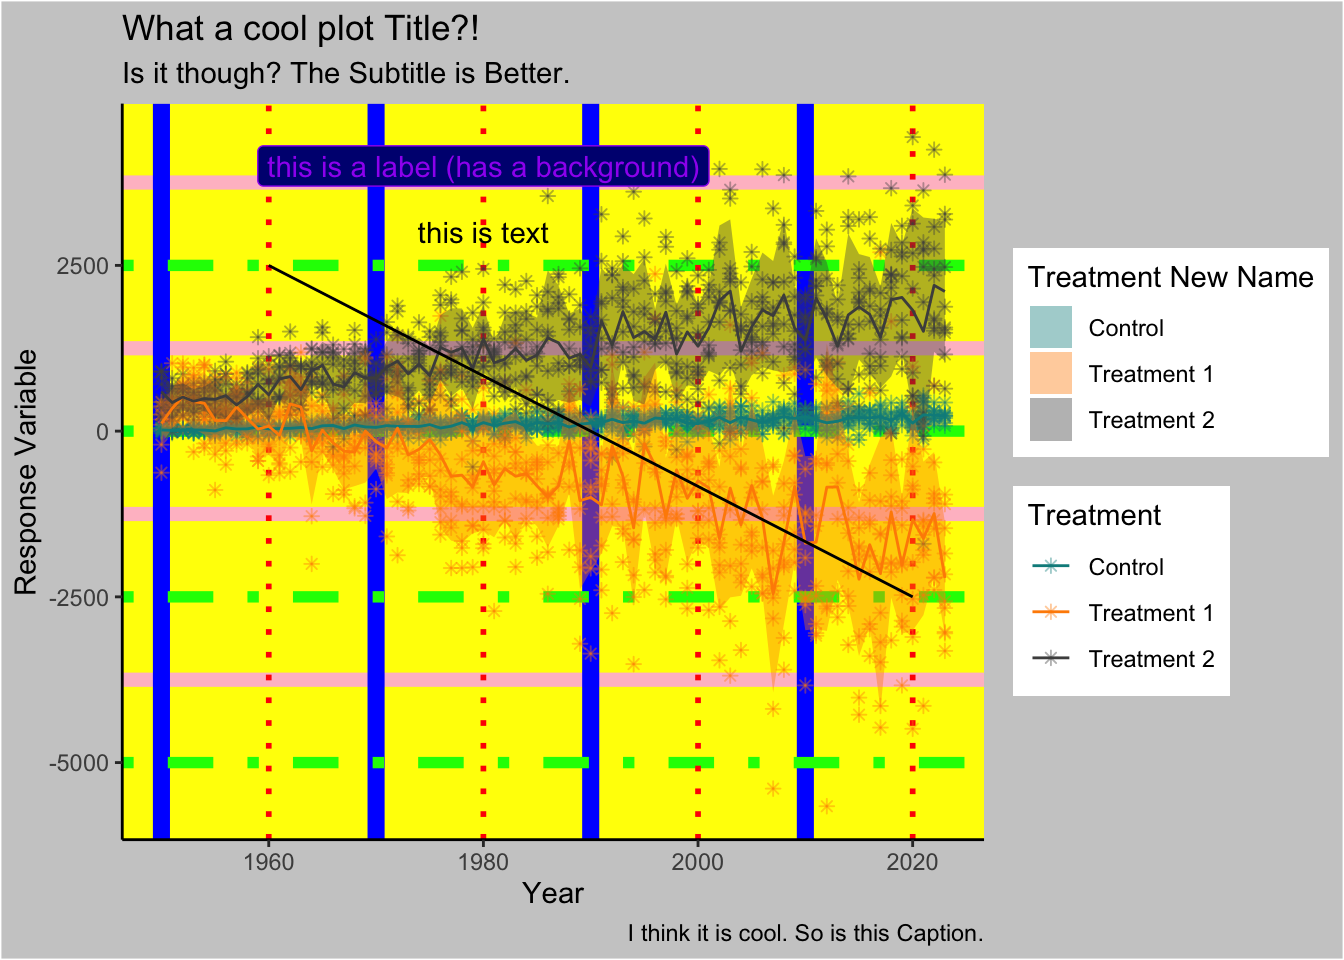 What a cool plot Title?!
Is it though? The Subtitle is Better.
this is a label (has a background)
this is text
Response Variable
2500
0
-2500
-5000
1960
1980
2000
2020
Year
I think it is cool. So is this Caption.
Treatment New Name
Control
Treatment 1
Treatment 2
Treatment
Control
Treatment 1
Treatment 2